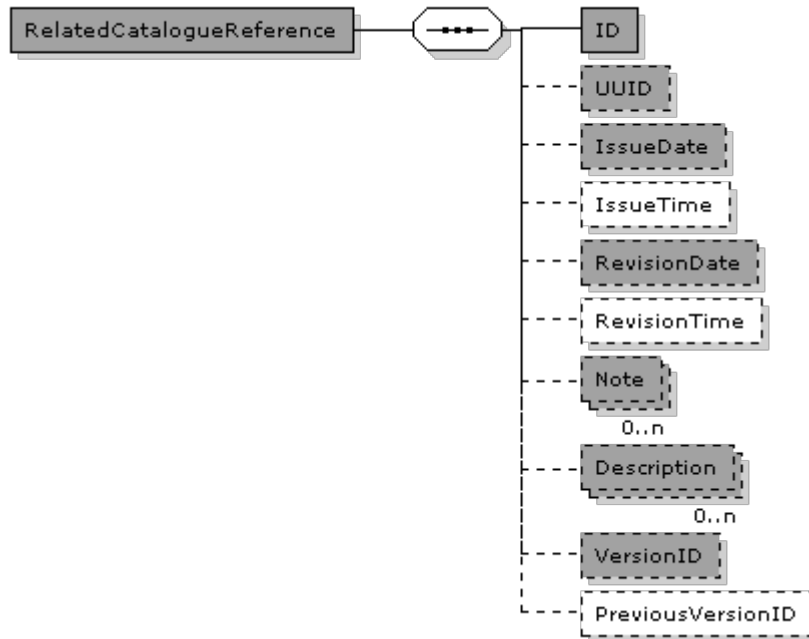 RelatedCatalogueReference
ID
UUID
IssueDate
IssueTime
RevisionDate
RevisionTime
Note
0..n
Description
0..n
VersionID
PreviousVersionID